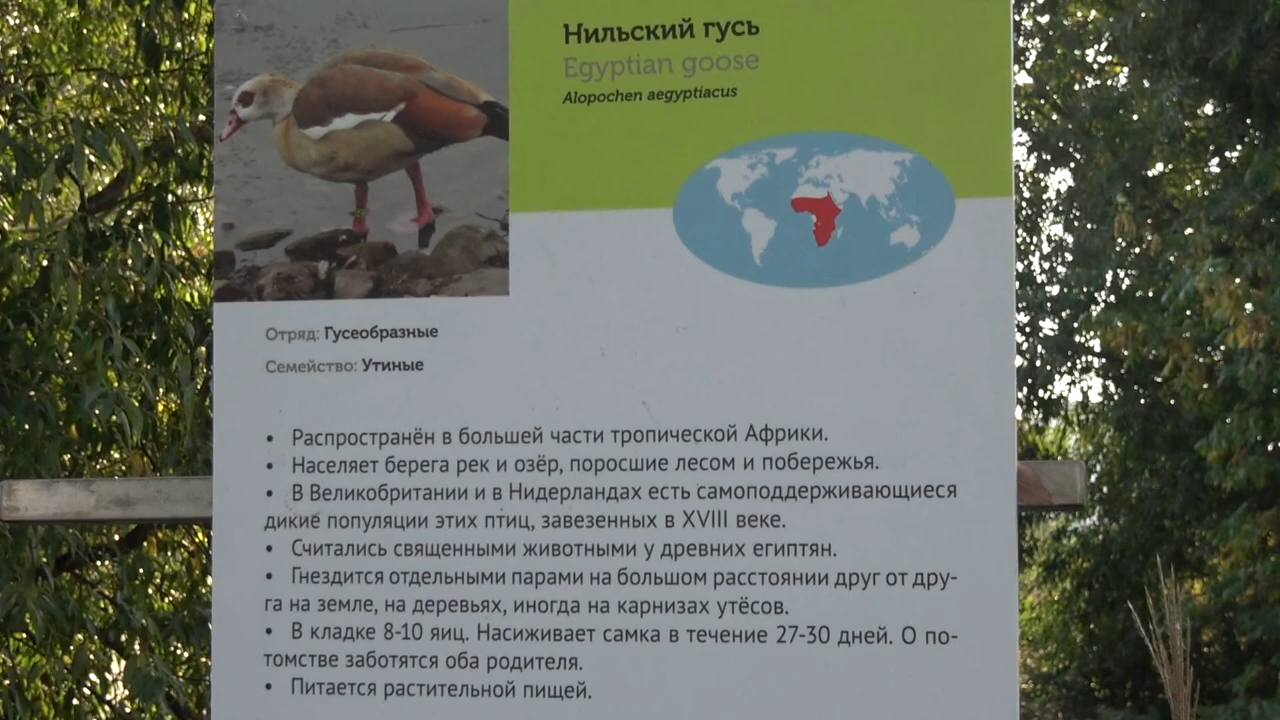 Нильский гусь
Egyptian goose
Alopochen aegyptiacus
Отряд: Гусеобразные
Семейство: Утиные
• Распространён в большей части тропической Африки.
• Населяет берега рек и озёр, поросшие лесом и побережья.
• В Великобритании и в Нидерландах есть самоподдерживающиеся
дикие популяции этих птиц, завезенных в XVIII веке.
• Считались священными животными у древних египтян.
• Гнездится отдельными парами на большом расстоянии друг от дру-
га на земле, на деревьях, иногда на карнизах утёсов.
• В кладке 8-10 яиц. Насиживает самка в течение 27-30 дней. О по-
томстве заботятся оба родителя.
• Питается растительной пищей.